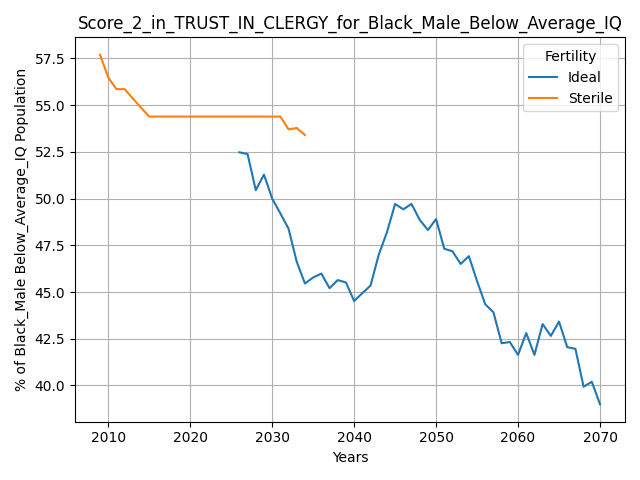 Score_2_in_TRUST_IN_CLERGY_for_Black_Male_Below_Average_IQ
% of Black_Male Below_Average_IQ Population
57.5
55.0
52.5
50.0
47.5
45.0
42.5
40.0
Fertility
Ideal
Sterile
2010 2020 2030 2040 2050 2060 2070
Years